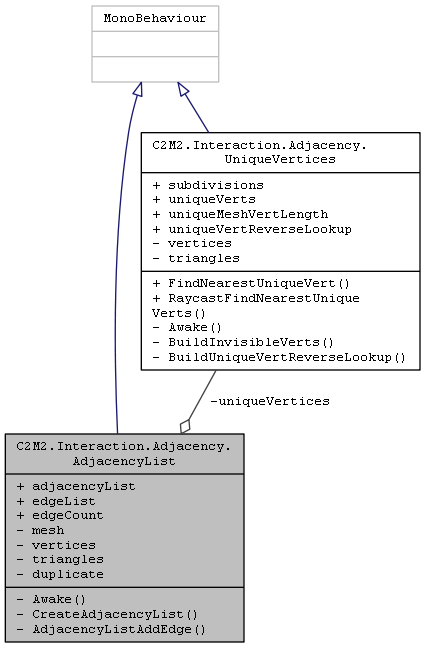 MonoBehaviour
C2M2.Interaction.Adjacency.
UniqueVertices
+ subdivisions
+ uniqueVerts
+ uniqueMeshVertLength
+ uniqueVertReverseLookup
- vertices
- triangles
+ FindNearestUniqueVert()
+ RaycastFindNearestUnique
Verts()
- Awake()
- BuildInvisibleVerts()
- BuildUniqueVertReverseLookup()
-uniqueVertices
C2M2.Interaction.Adjacency.
AdjacencyList
+ adjacencyList
+ edgeList
+ edgeCount
- mesh
- vertices
- triangles
- duplicate
- Awake()
- CreateAdjacencyList()
- AdjacencyListAddEdge()